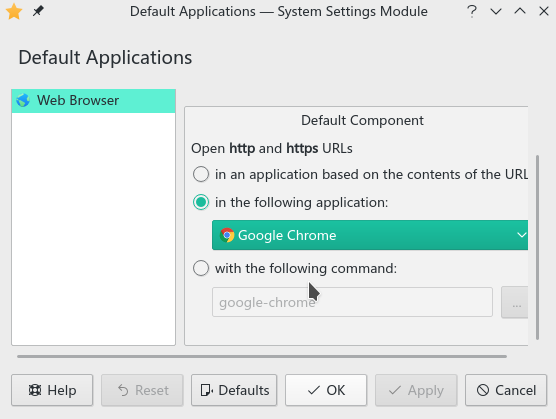 Default Applications — System Settings Module
Default Applications
Web Browser
Default Component
Open http and https URLs
in an application based on the contents of the URL
in the following application:
Google Chrome
with the following command:
google-chrome
...
Help
Reset
Defaults
OK
Apply
Cancel